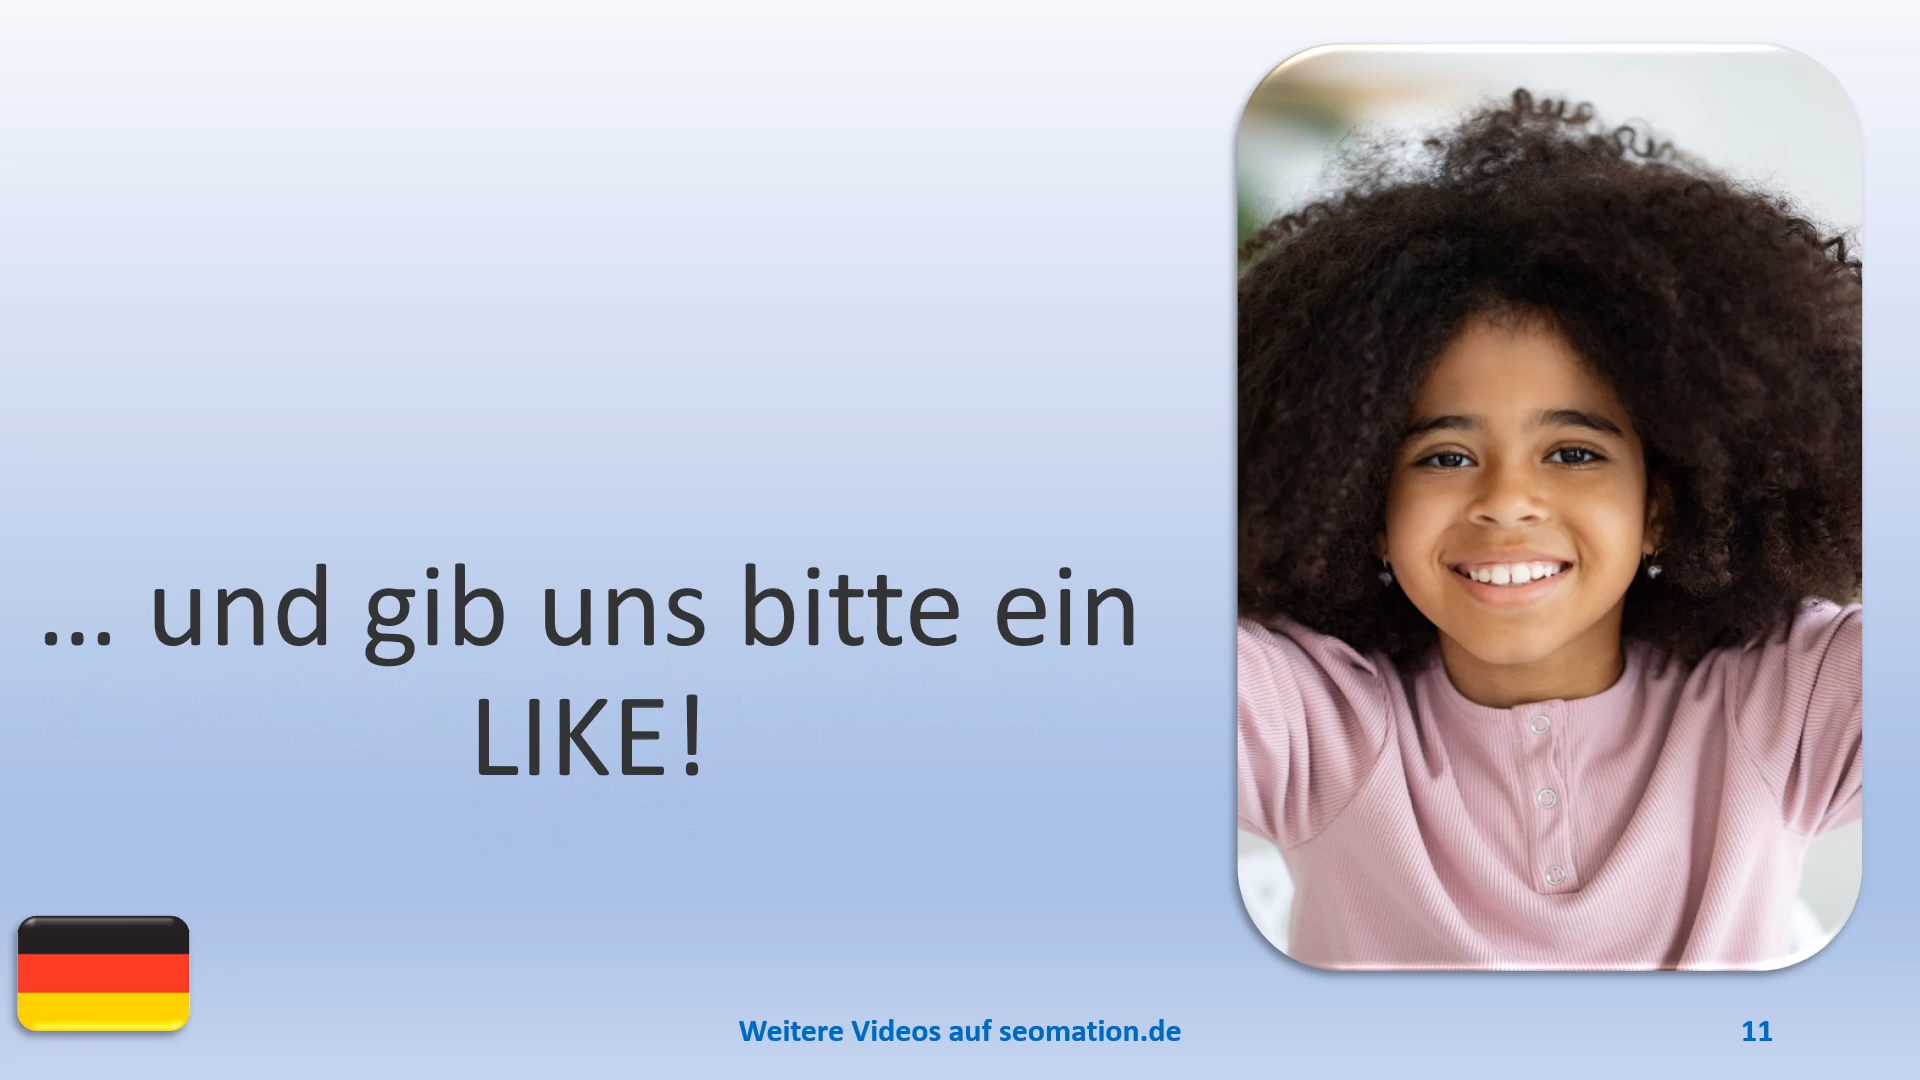 ... und gib uns bitte ein
LIKE!
Weitere Videos auf seomation.de
11